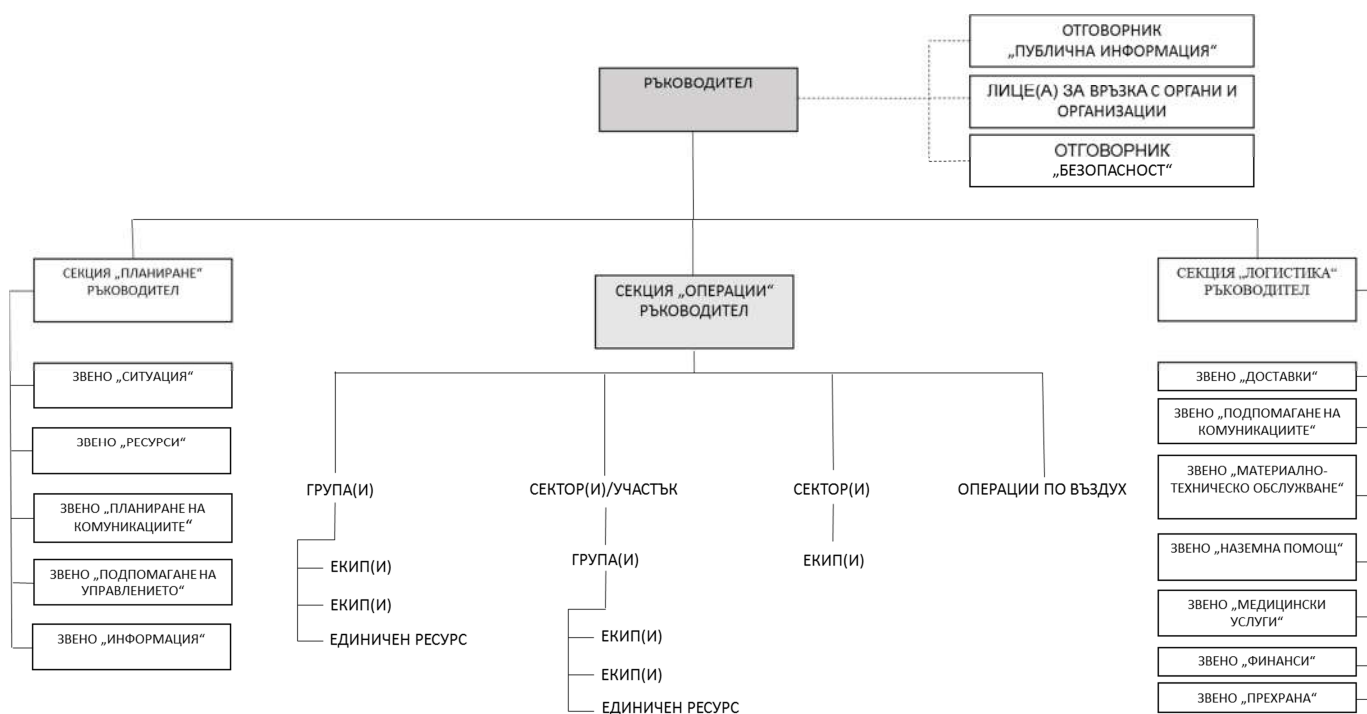 ОТГОВОРНИК
„ПУБЛИЧНА ИНФОРМАЦИЯ“
РЪКОВОДИТЕЛ
ЛИЦЕ(А) ЗА ВРЪЗКА С ОРГАНИ И
ОРГАНИЗАЦИИ
ОТГОВОРНИК
„БЕЗОПАСНОСТ“
СЕКЦИЯ „ПЛАНИРАНЕ“
РЪКОВОДИТЕЛ
ЗВЕНО „СИТУАЦИЯ“
ЗВЕНО „РЕСУРСИ“
ЗВЕНО „ПЛАНИРАНЕ НА
КОМУНИКАЦИИТЕ“
ЗВЕНО „ПОДПОМАГАНЕ НА
УПРАВЛЕНИЕТО“
ЗВЕНО „ИНФОРМАЦИЯ“
СЕКЦИЯ „ОПЕРАЦИИ“
РЪКОВОДИТЕЛ
ГРУПА(И)
ЕКИП(И)
ЕКИП(И)
ЕДИНИЧЕН РЕСУРС
СЕКТОР(И)/УЧАСТЪК
ГРУПА(И)
ЕКИП(И)
ЕКИП(И)
ЕДИНИЧЕН РЕСУРС
СЕКТОР(И)
ЕКИП(И)
ОПЕРАЦИИ ПО ВЪЗДУХ
СЕКЦИЯ „ЛОГИСТИКА“
РЪКОВОДИТЕЛ
ЗВЕНО „ДОСТАВКИ“
ЗВЕНО „ПОДПОМАГАНЕ НА
КОМУНИКАЦИИТЕ“
ЗВЕНО „МАТЕРИАЛНО-
ТЕХНИЧЕСКО ОБСЛУЖВАНЕ“
ЗВЕНО „НАЗЕМНА ПОМОЩ“
ЗВЕНО „МЕДИЦИНСКИ
УСЛУГИ“
ЗВЕНО „ФИНАНСИ“
ЗВЕНО „ПРЕХРАНА“